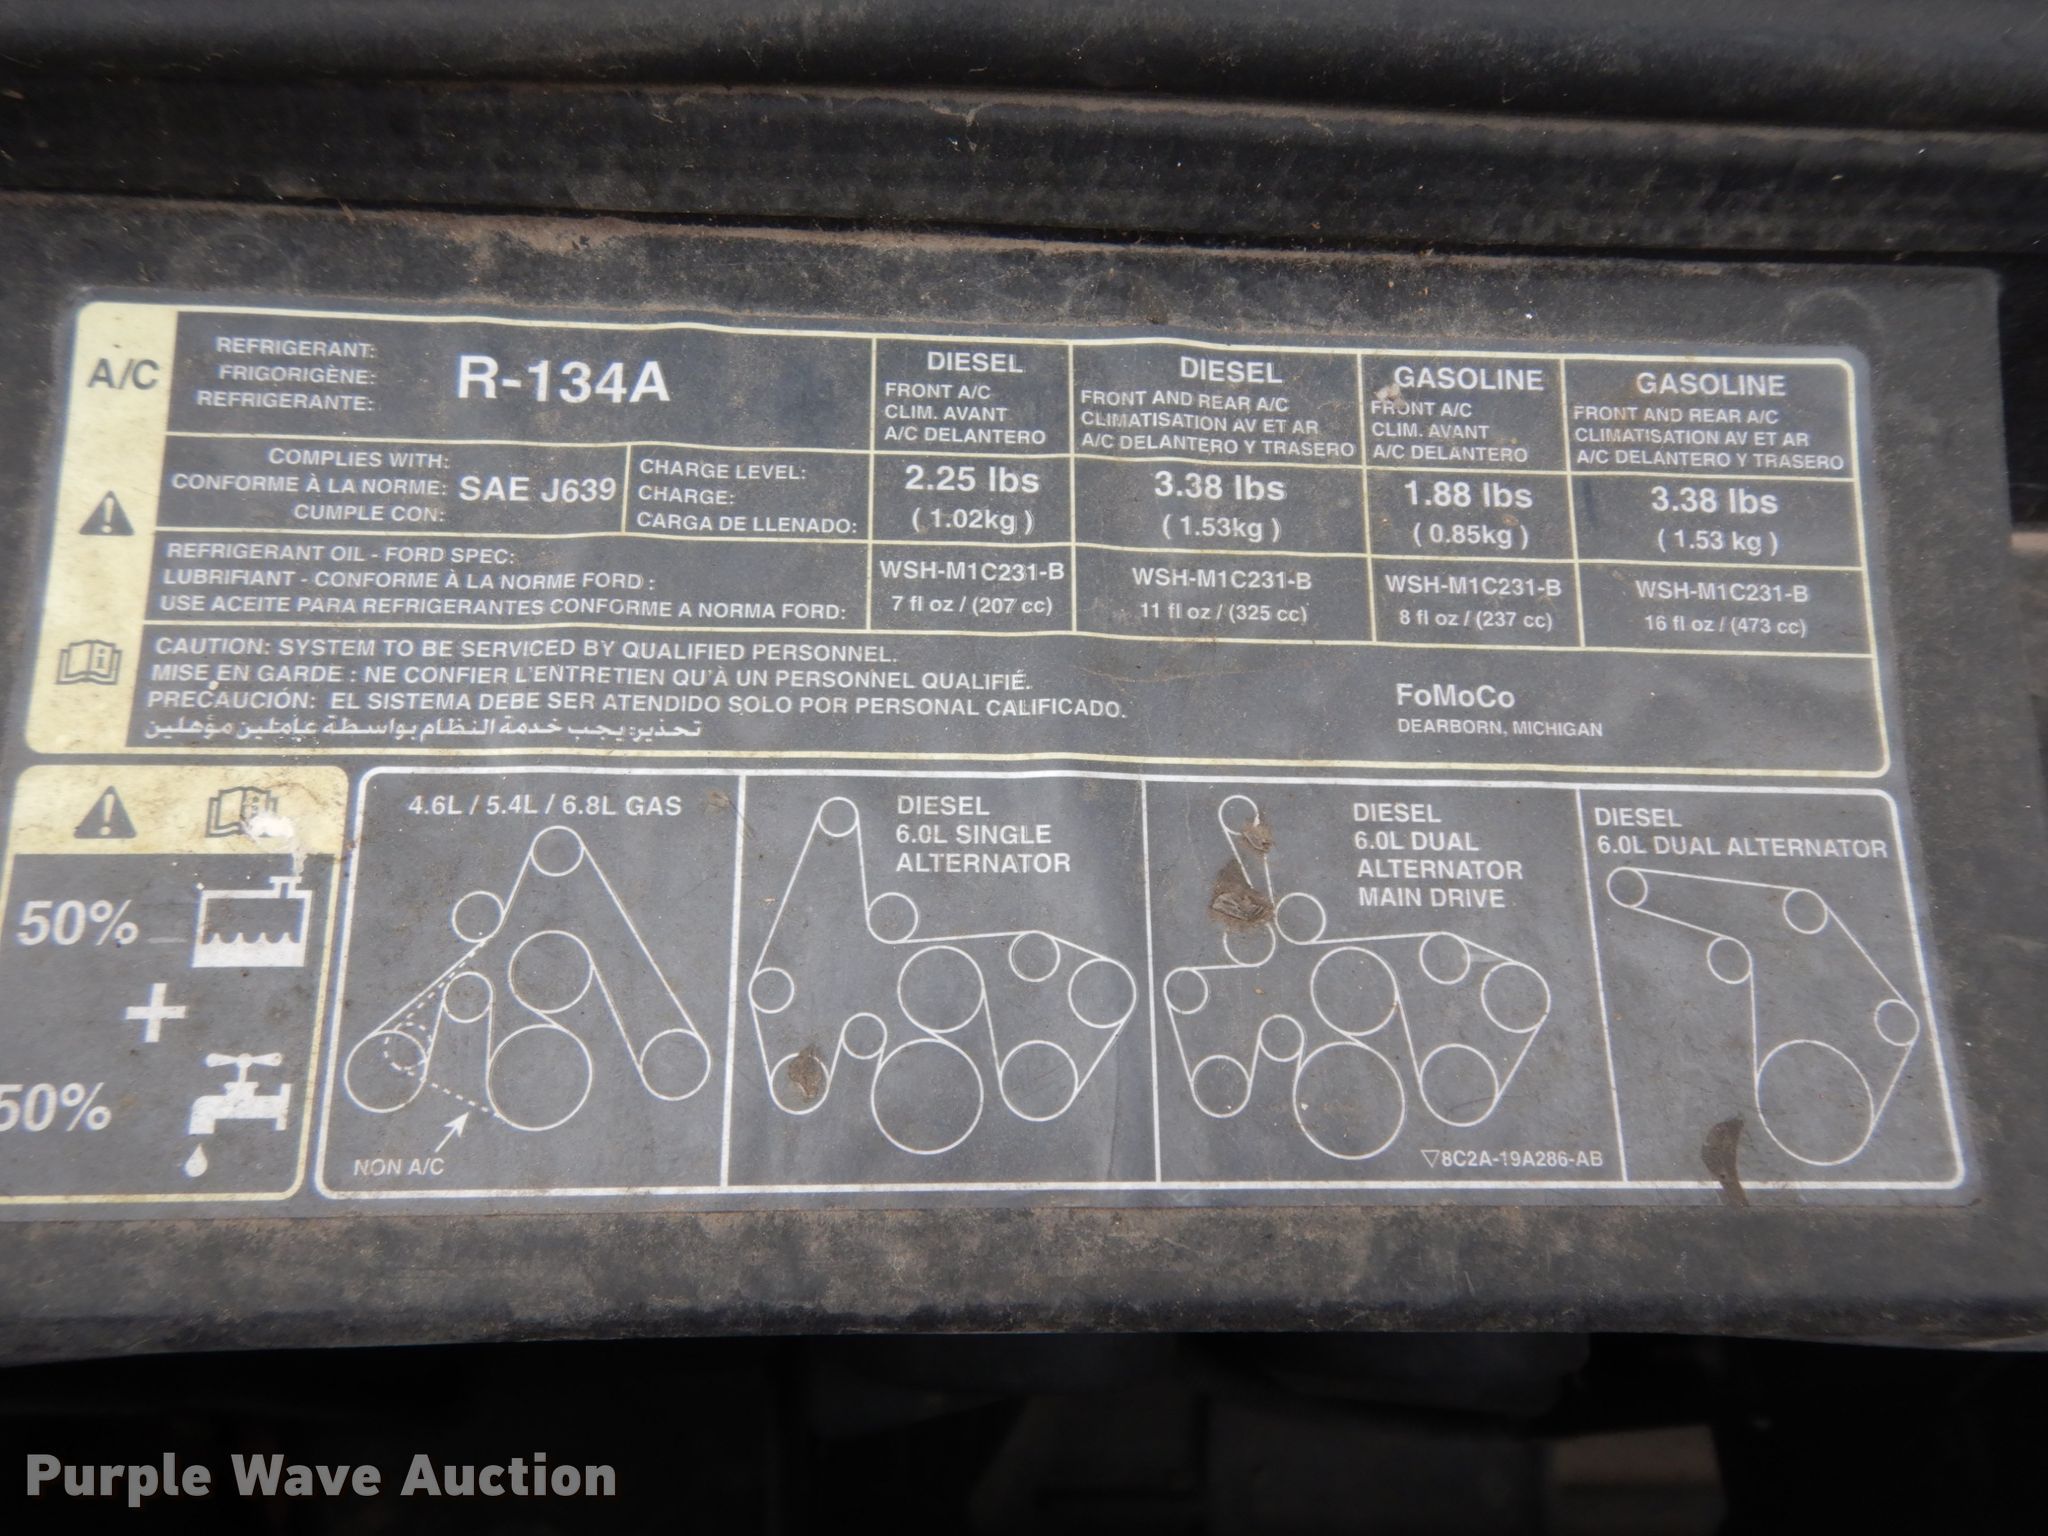 A/C
REFRIGERANT:
FRIGORIGÈNE:
REFRIGERANTE:
R-134A
DIESEL
FRONT A/C
CLIM. AVANT
A/C DELANTERO
DIESEL
FRONT AND REAR A/C
CLIMATISATION AV ET AR
A/C DELANTERO Y TRASERO
GASOLINE
FRONT A/C
CLIM. AVANT
A/C DELANTERO
GASOLINE
FRONT AND REAR A/C
CLIMATISATION AV ET AR
A/C DELANTERO Y TRASERO
COMPLIES WITH:
CONFORME À LA NORME:
CUMPLE CON:
SAE J639
CHARGE LEVEL:
CHARGE:
CARGA DE LLENADO:
2.25 lbs
( 1.02kg )
3.38 lbs
( 1.53kg )
1.88 lbs
( 0.85kg )
3.38 lbs
( 1.53 kg )
REFRIGERANT OIL - FORD SPEC:
LUBRIFIANT - CONFORME À LA NORME FORD :
USE ACEITE PARA REFRIGERANTES CONFORME A NORMA FORD:
WSH-M1C231-B
7 fl oz / (207 cc)
WSH-M1C231-B
11 fl oz / (325 cc)
WSH-M1C231-B
8 fl oz / (237 cc)
WSH-M1C231-B
16 fl oz / (473 cc)
CAUTION: SYSTEM TO BE SERVICED BY QUALIFIED PERSONNEL.
MISE EN GARDE : NE CONFIER L'ENTRETIEN QU'À UN PERSONNEL QUALIFIÉ.
PRECAUCIÓN: EL SISTEMA DEBE SER ATENDIDO SOLO POR PERSONAL CALIFICADO.
تحذير: يجب خدمة النظام بواسطة عاملين مؤهلين
FoMoCo
DEARBORN, MICHIGAN
50%
+
50%
4.6L / 5.4L / 6.8L GAS
NON A/C
DIESEL
6.0L SINGLE
ALTERNATOR
DIESEL
6.0L DUAL
ALTERNATOR
MAIN DRIVE
▽8C2A-19A286-AB
DIESEL
6.0L DUAL ALTERNATOR
Purple Wave Auction